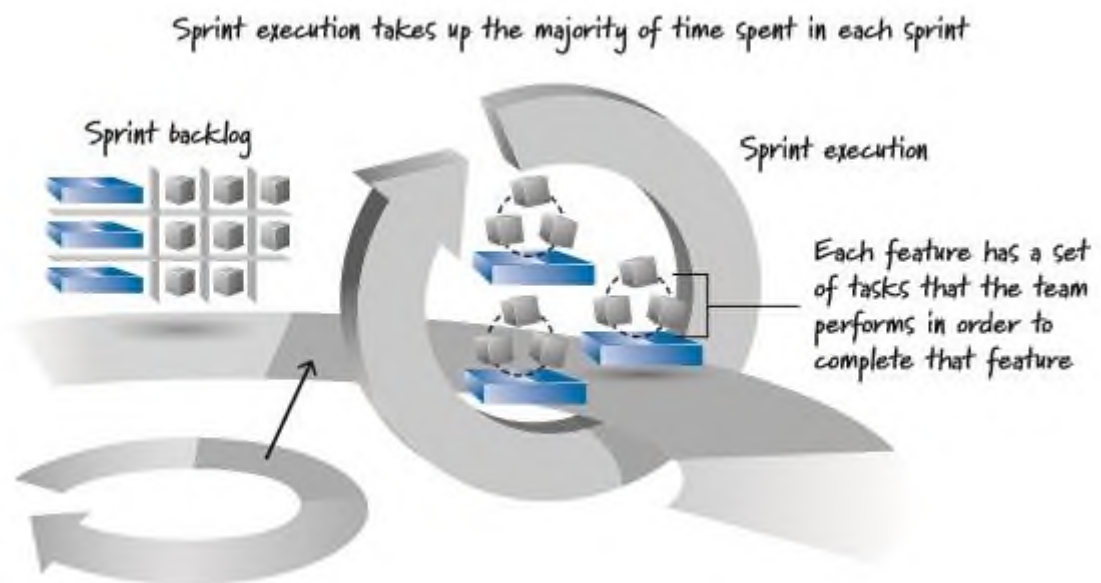 Sprint execution takes up the majority of time spent in each sprint
Sprint backlog
Sprint execution
Each feature has a set
of tasks that the team
performs in order to
complete that feature